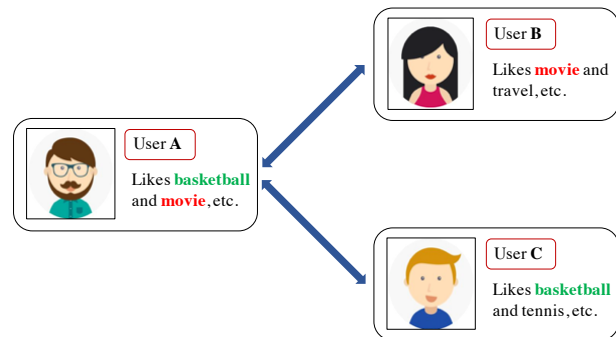 User A
Likes basketball
and movie, etc.
User B
Likes movie and
travel, etc.
User C
Likes basketball
and tennis, etc.